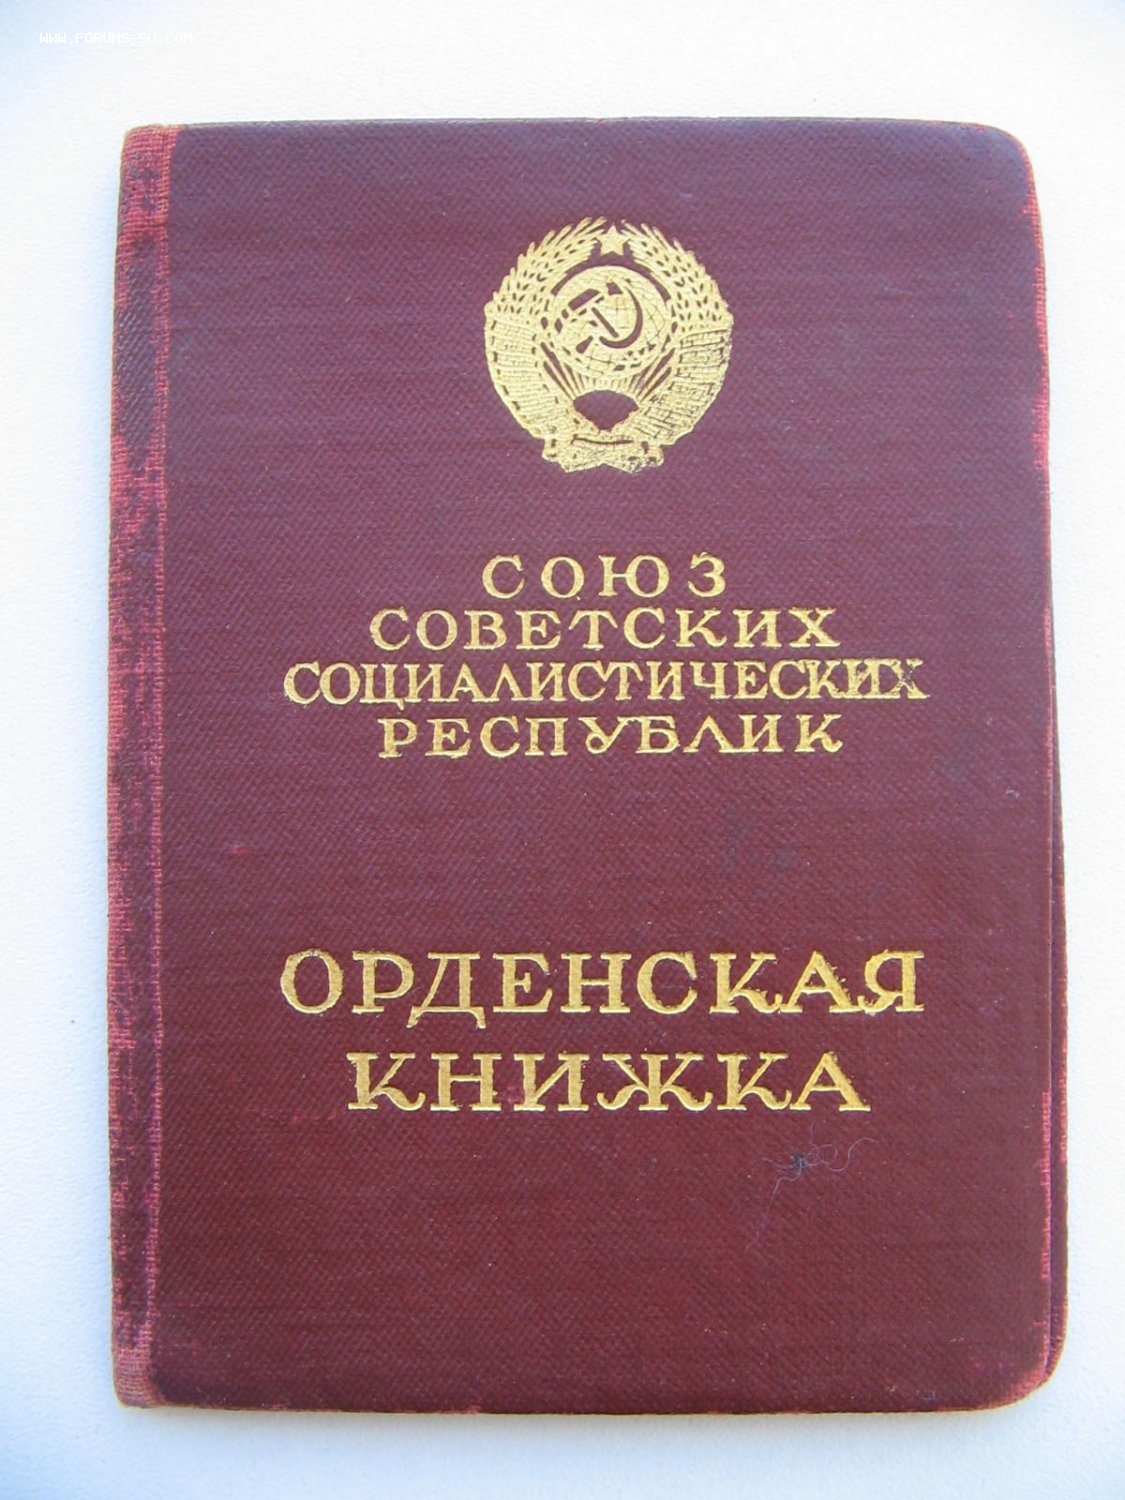 WWW.FORUMS-SU.COM
СОЮЗ
СОВЕТСКИХ
СОЦИАЛИСТИЧЕСКИХ
РЕСПУБЛИК
ОРДЕНСКАЯ
КНИЖКА